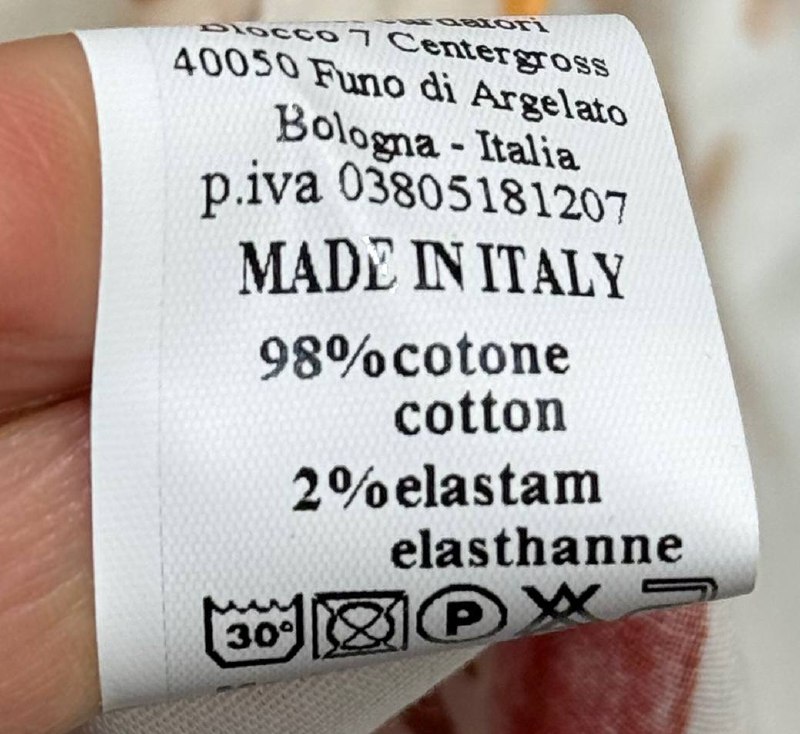 Blocco 7 Centergross
40050 Funo di Argelato
Bologna - Italia
p.iva 03805181207
MADE IN ITALY
98% cotone
cotton
2% elastam
elasthanne
30°
P